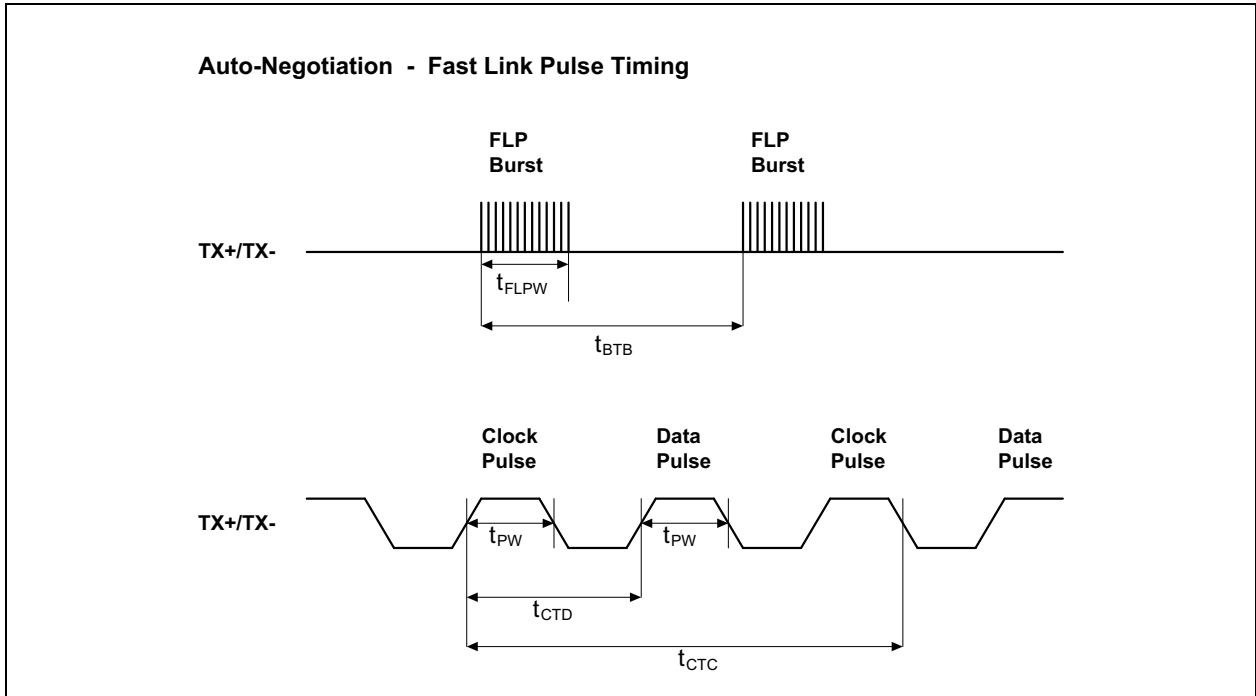 Auto-Negotiation - Fast Link Pulse Timing
FLP
Burst
FLP
Burst
TX+/TX-
tFLPW
tBTB
Clock
Pulse
Data
Pulse
Clock
Pulse
Data
Pulse
TX+/TX-
tPW
tPW
tCTD
tCTC